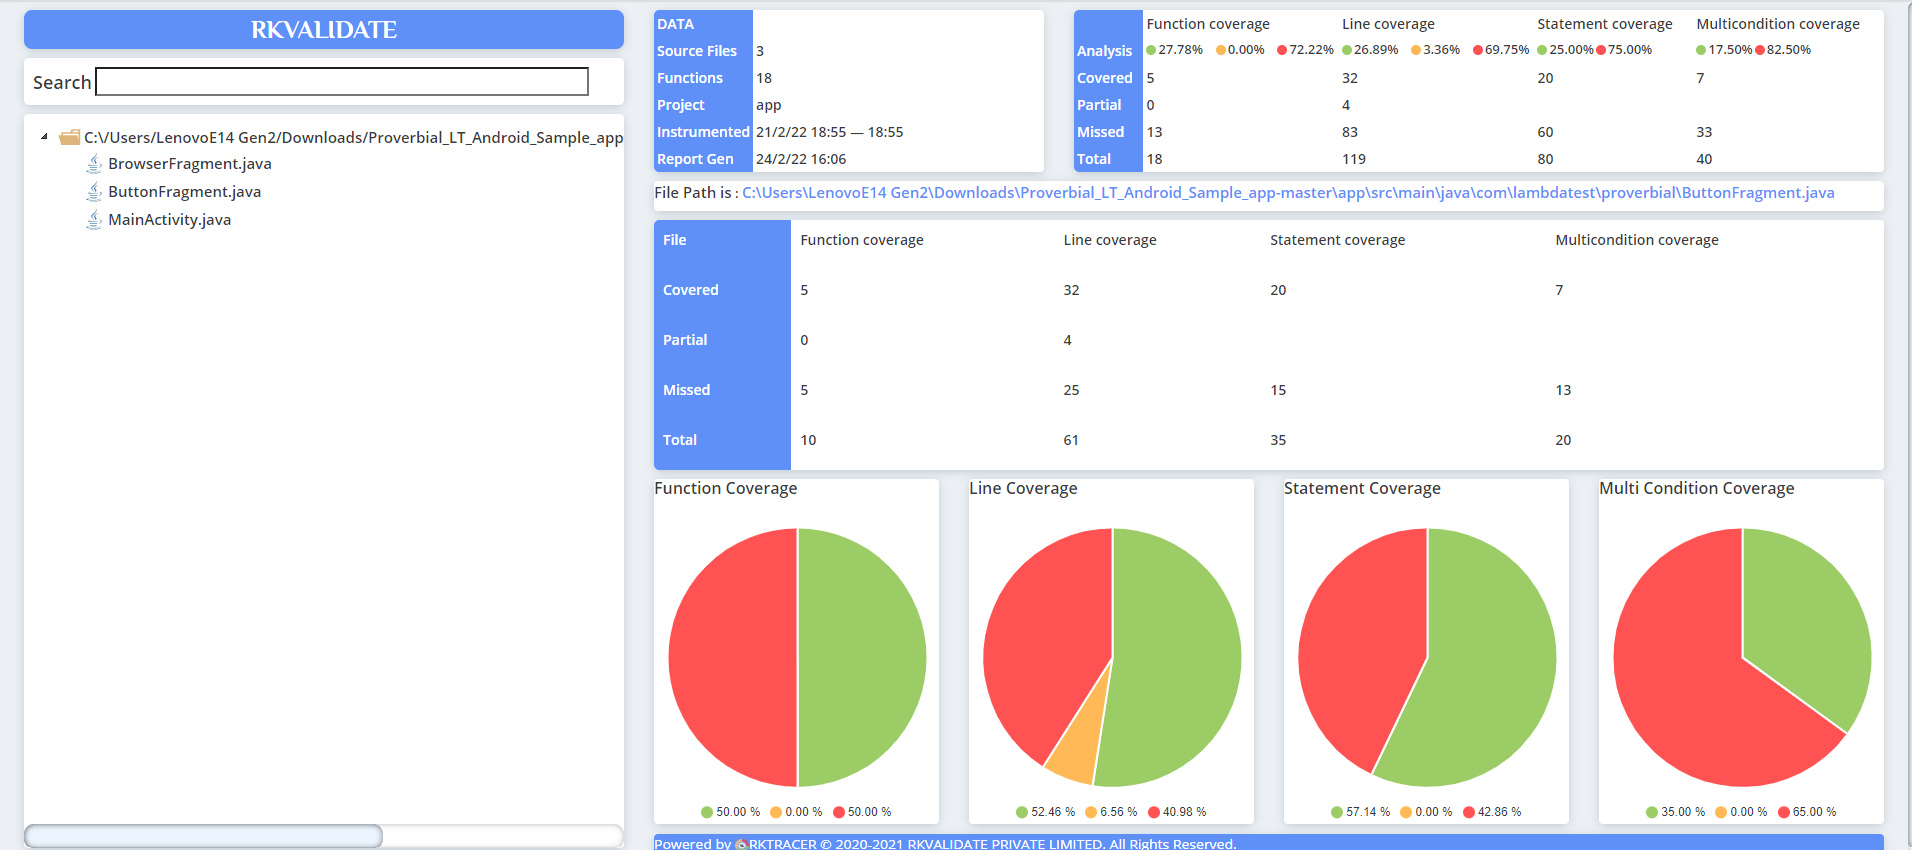 RKVALIDATE
Search
C:\/Users/LenovoE14 Gen2/Downloads/Proverbial_LT_Android_Sample_app
BrowserFragment.java
ButtonFragment.java
MainActivity.java
DATA
Source Files 3
Functions 18
Project app
Instrumented 21/2/22 18:55 — 18:55
Report Gen 24/2/22 16:06
Function coverage Line coverage Statement coverage Multicondition coverage
Analysis 27.78% 0.00% 72.22% 26.89% 3.36% 69.75% 25.00% 75.00% 17.50% 82.50%
Covered 5 32 20 7
Partial 0 4
Missed 13 83 60 33
Total 18 119 80 40
File Path is : C:\Users\LenovoE14 Gen2\Downloads\Proverbial_LT_Android_Sample_app-master\app\src\main\java\com\lambdatest\proverbial\ButtonFragment.java
File Function coverage Line coverage Statement coverage Multicondition coverage
Covered 5 32 20 7
Partial 0 4
Missed 5 25 15 13
Total 10 61 35 20
Function Coverage
50.00 % 0.00 % 50.00 %
Line Coverage
52.46 % 6.56 % 40.98 %
Statement Coverage
57.14 % 0.00 % 42.86 %
Multi Condition Coverage
35.00 % 0.00 % 65.00 %
Powered by RKTRACER © 2020-2021 RKVALIDATE PRIVATE LIMITED. All Rights Reserved.